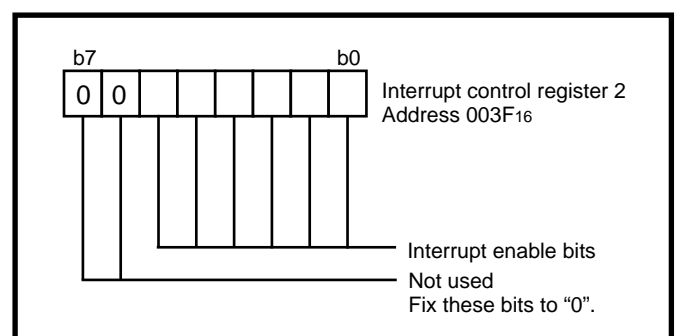 b7 b0
0 0
Interrupt control register 2
Address 003F16
Interrupt enable bits
Not used
Fix these bits to “0”.